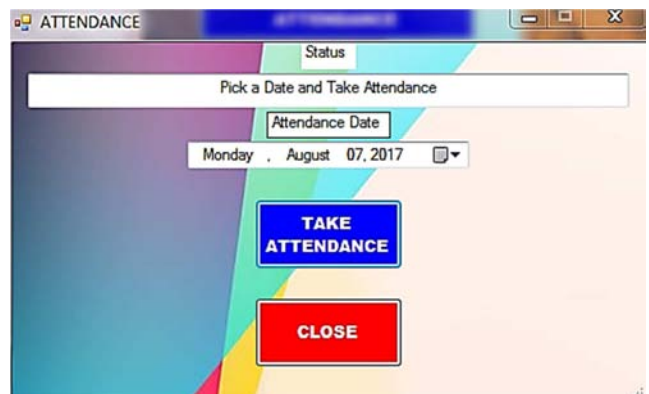 ATTENDANCE
Status
Pick a Date and Take Attendance
Attendance Date
Monday , August 07, 2017
TAKE
ATTENDANCE
CLOSE